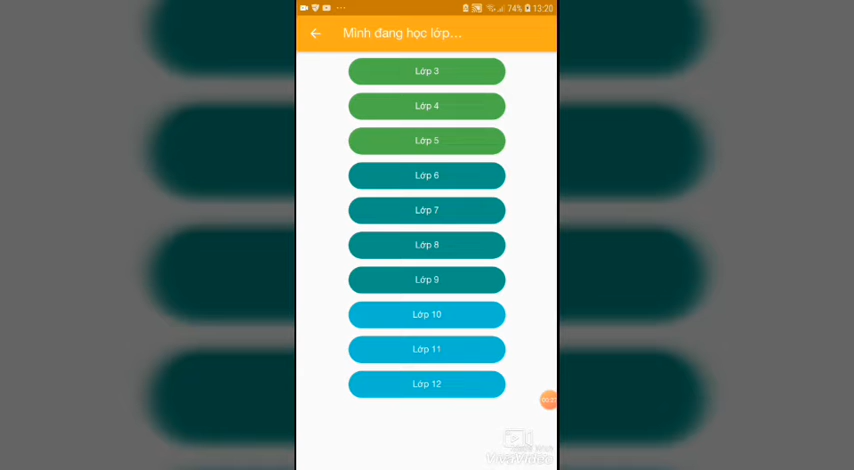 74% 13:20
Mình đang học lớp...
Lớp 3
Lớp 4
Lớp 5
Lớp 6
Lớp 7
Lớp 8
Lớp 9
Lớp 10
Lớp 11
Lớp 12
VivaVideo